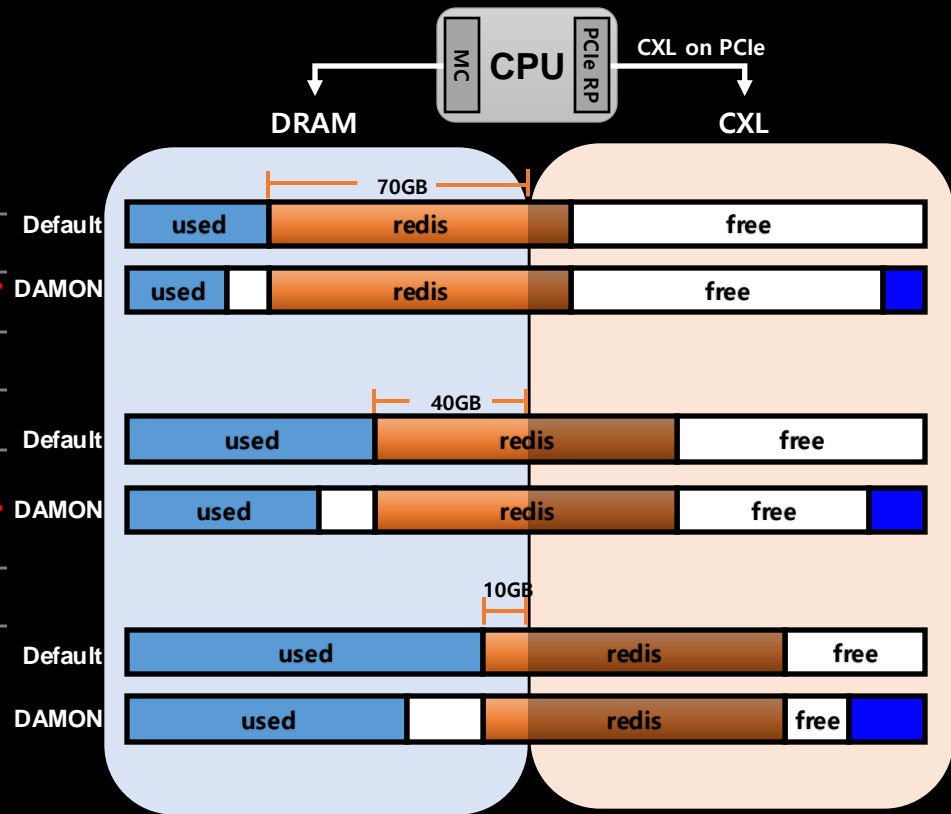 MC
CPU
PCIe RP
CXL on PCIe
DRAM
CXL
70GB
Default
used
redis
free
DAMON
used
redis
free
40GB
Default
used
redis
free
DAMON
used
redis
free
10GB
Default
used
redis
free
DAMON
used
redis
free